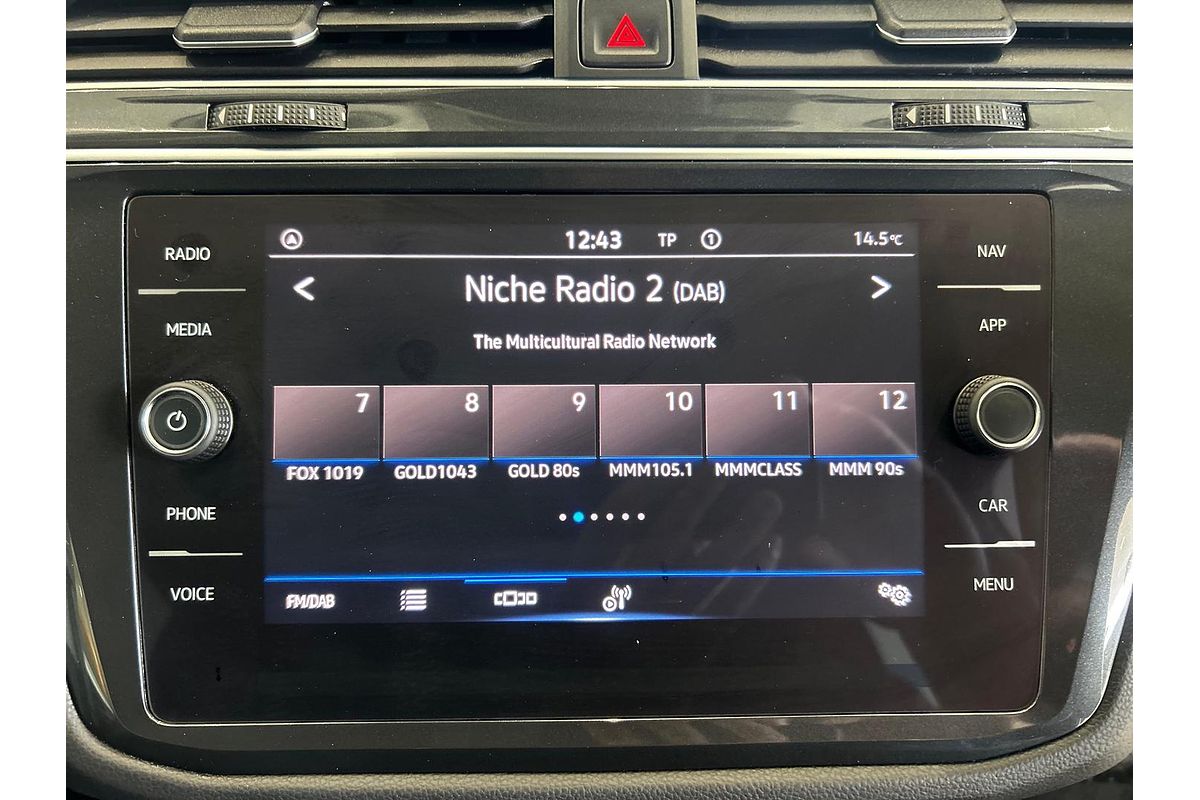 12:43 TP 1 14.5°C
RADIO
NAV
< Niche Radio 2 (DAB) >
MEDIA
APP
The Multicultural Radio Network
7 8 9 10 11 12
FOX 1019 GOLD1043 GOLD 80s MMM105.1 MMMCLASS MMM 90s
PHONE
CAR
VOICE
MENU
FM/DAB